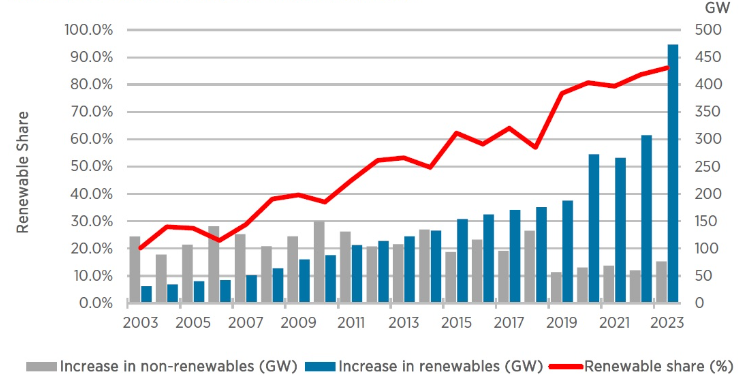 GW
100.0% 500
90.0% 450
80.0% 400
70.0% 350
60.0% 300
50.0% 250
40.0% 200
30.0% 150
20.0% 100
10.0% 50
0.0% 0
Renewable Share
2003 2005 2007 2009 2011 2013 2015 2017 2019 2021 2023
Increase in non-renewables (GW) Increase in renewables (GW) Renewable share (%)